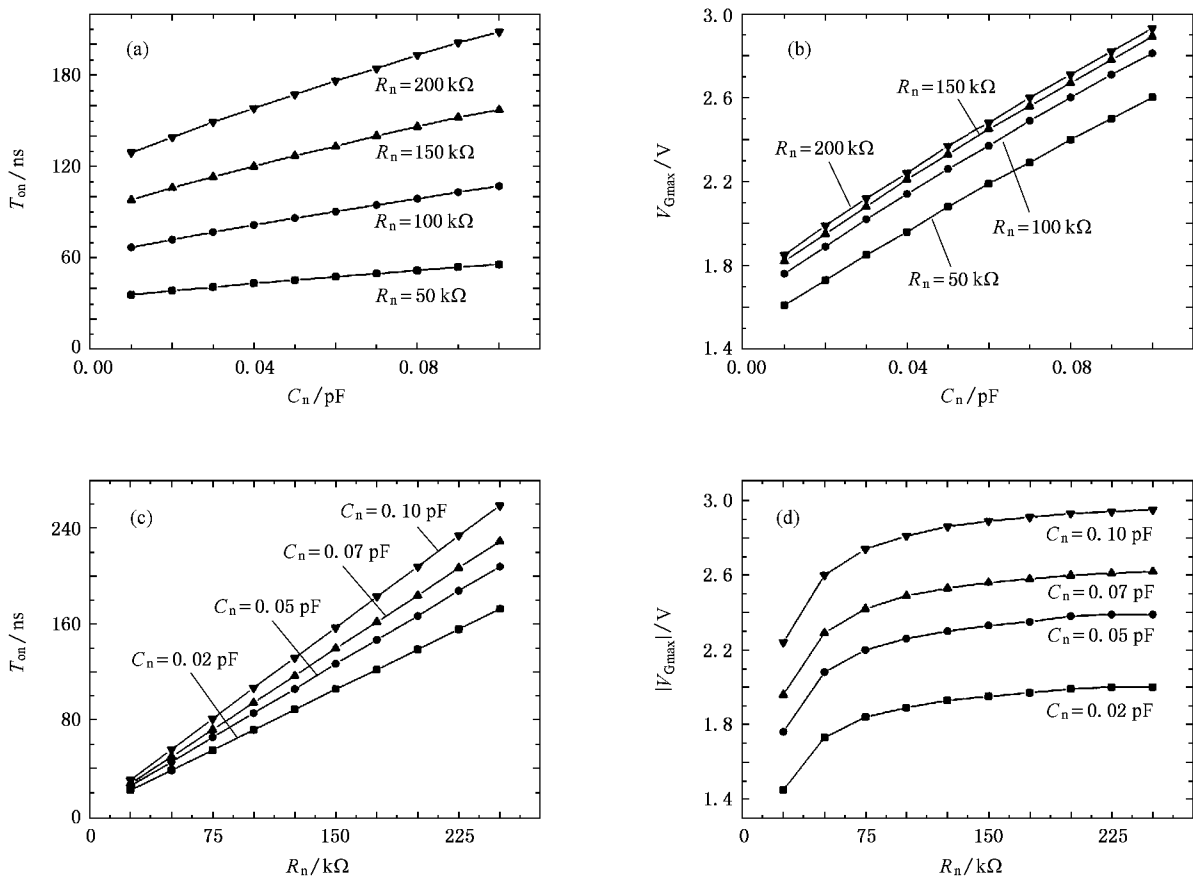 (a)
180
120
60
0
T_on / ns
R_n = 200 kΩ
R_n = 150 kΩ
R_n = 100 kΩ
R_n = 50 kΩ
0.00
0.04
0.08
C_n / pF
(b)
3.0
2.6
2.2
1.8
1.4
V_Gmax / V
R_n = 150 kΩ
R_n = 200 kΩ
R_n = 100 kΩ
R_n = 50 kΩ
0.00
0.04
0.08
C_n / pF
(c)
240
160
80
0
T_on / ns
C_n = 0.10 pF
C_n = 0.07 pF
C_n = 0.05 pF
C_n = 0.02 pF
0
75
150
225
R_n / kΩ
(d)
3.0
2.6
2.2
1.8
1.4
|V_Gmax| / V
C_n = 0.10 pF
C_n = 0.07 pF
C_n = 0.05 pF
C_n = 0.02 pF
0
75
150
225
R_n / kΩ